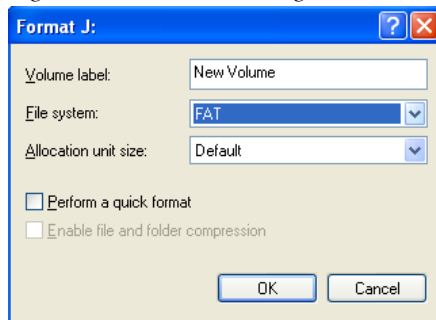 Format J:
Volume label: New Volume
File system: FAT
Allocation unit size: Default
Perform a quick format
Enable file and folder compression
OK Cancel